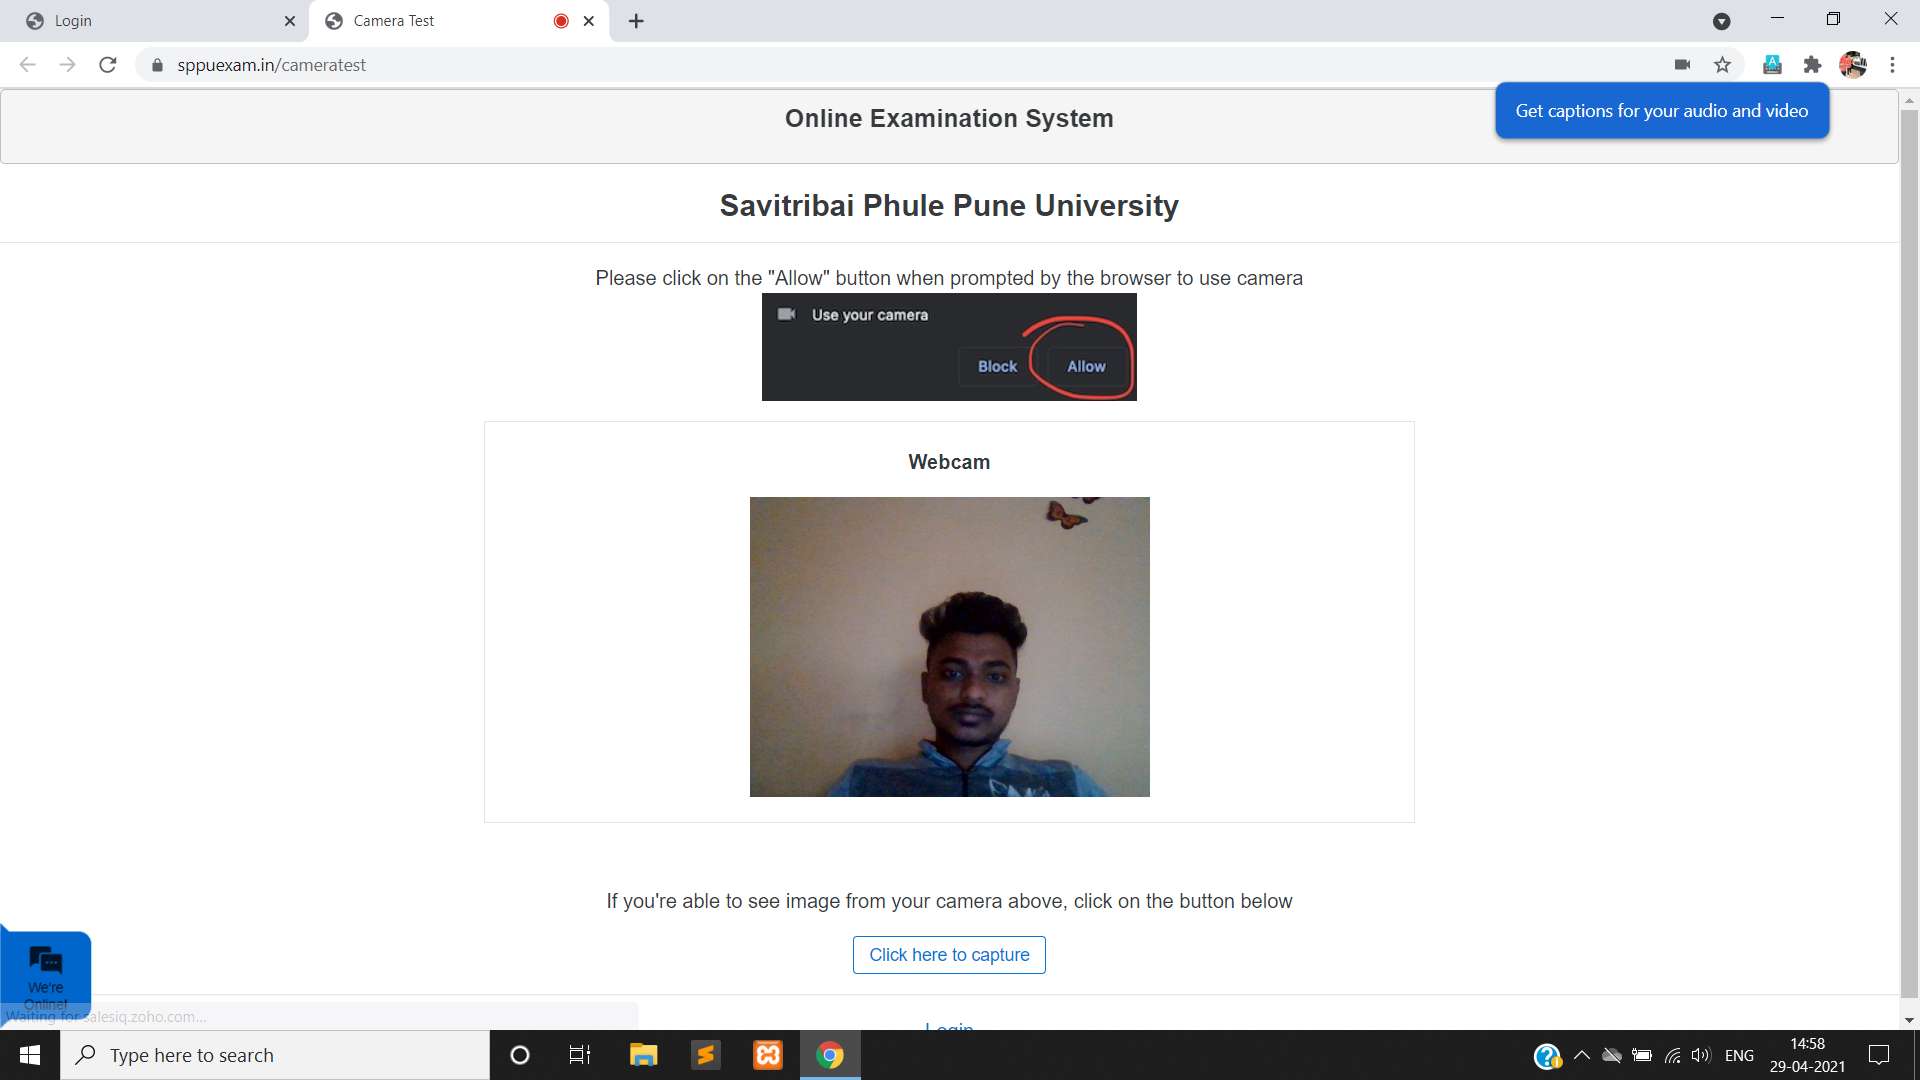 Login
Camera Test
sppuexam.in/cameratest
Get captions for your audio and video
Online Examination System
Savitribai Phule Pune University
Please click on the "Allow" button when prompted by the browser to use camera
Use your camera
Block Allow
Webcam
If you're able to see image from your camera above, click on the button below
Click here to capture
We're
Online!
Waiting for salesiq.zoho.com...
Login
Type here to search
ENG
14:58
29-04-2021